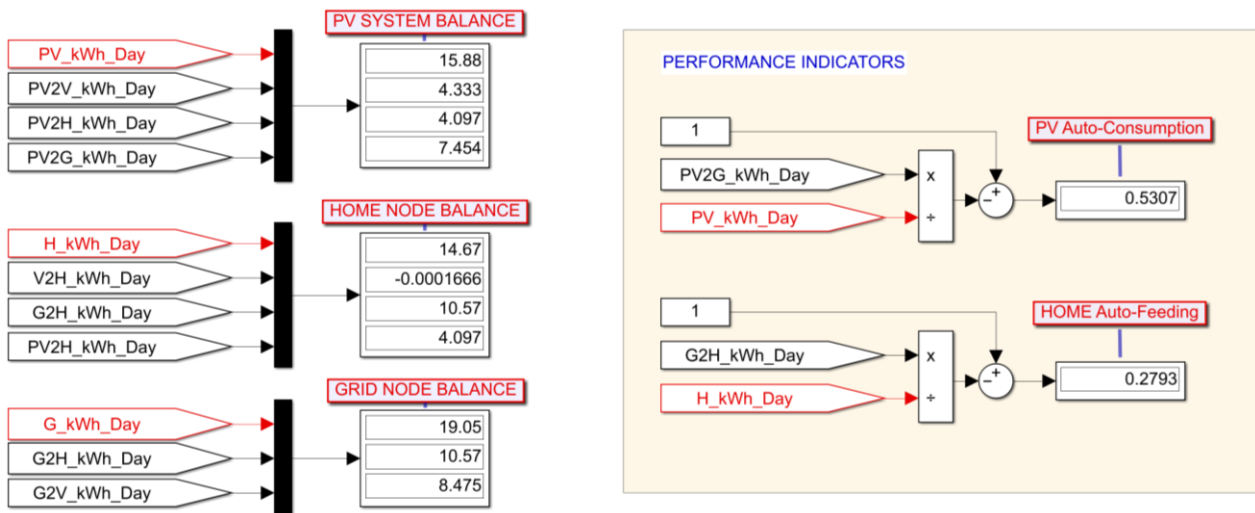 PV SYSTEM BALANCE
PV_kWh_Day
PV2V_kWh_Day
PV2H_kWh_Day
PV2G_kWh_Day
15.88
4.333
4.097
7.454
HOME NODE BALANCE
H_kWh_Day
V2H_kWh_Day
G2H_kWh_Day
PV2H_kWh_Day
14.67
-0.0001666
10.57
4.097
GRID NODE BALANCE
G_kWh_Day
G2H_kWh_Day
G2V_kWh_Day
19.05
10.57
8.475
PERFORMANCE INDICATORS
1
PV2G_kWh_Day
PV_kWh_Day
x
÷
−
+
PV Auto-Consumption
0.5307
1
G2H_kWh_Day
H_kWh_Day
x
÷
−
+
HOME Auto-Feeding
0.2793